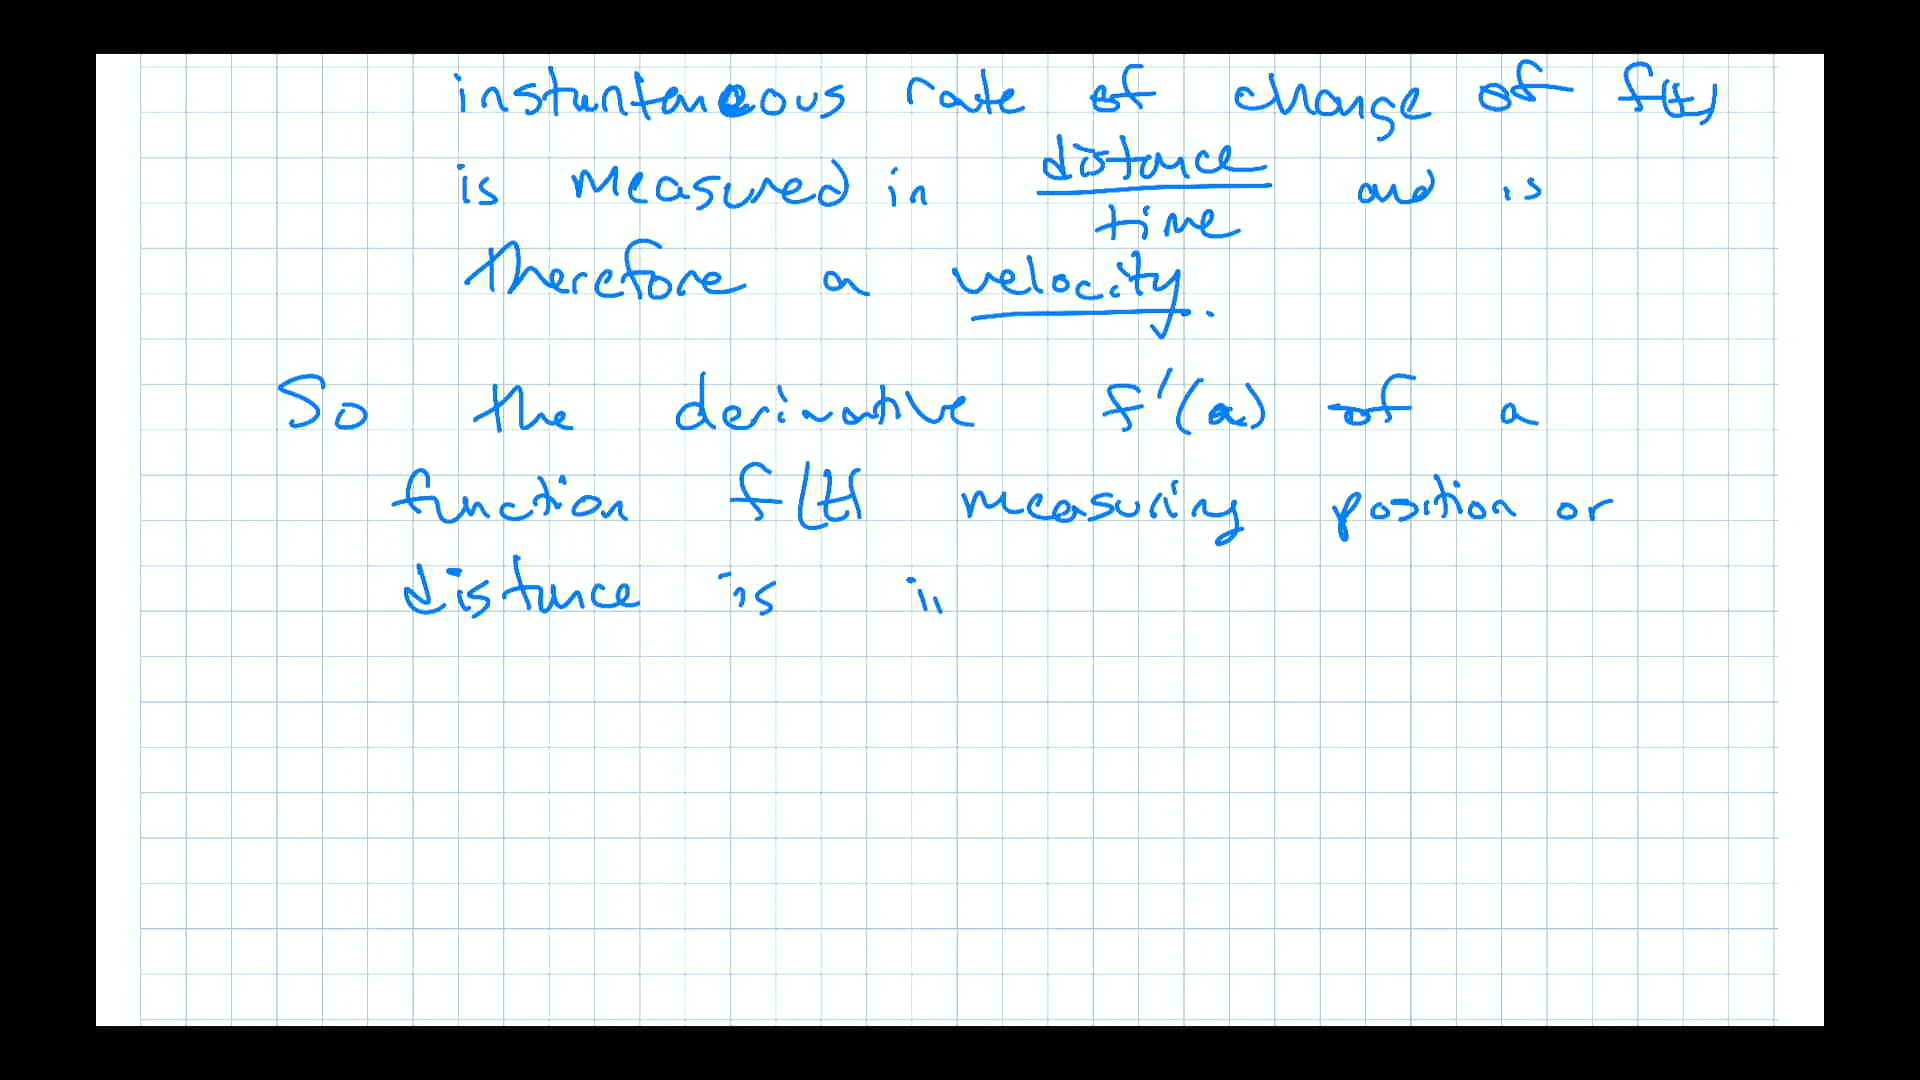 instantaneous rate of change of f(t)
is measured in distance/time and is
therefore a velocity.
So the derivative f'(a) of a
function f(t) measuring position or
distance is in